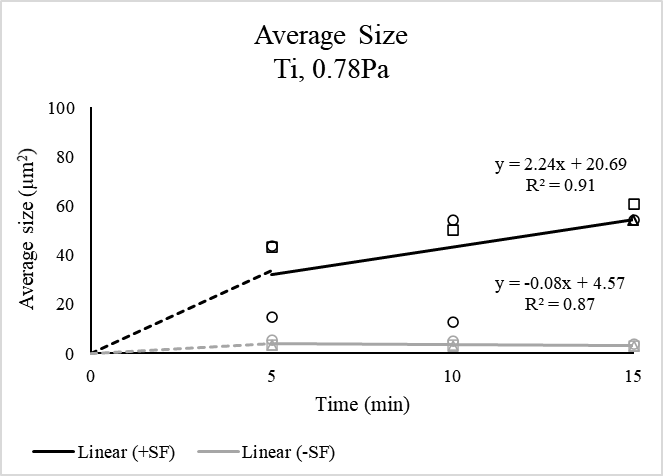 Average Size
Ti, 0.78Pa
Average size (µm²)
100
80
60
40
20
0
y = 2.24x + 20.69
R² = 0.91
y = -0.08x + 4.57
R² = 0.87
0 5 10 15
Time (min)
Linear (+SF) Linear (-SF)